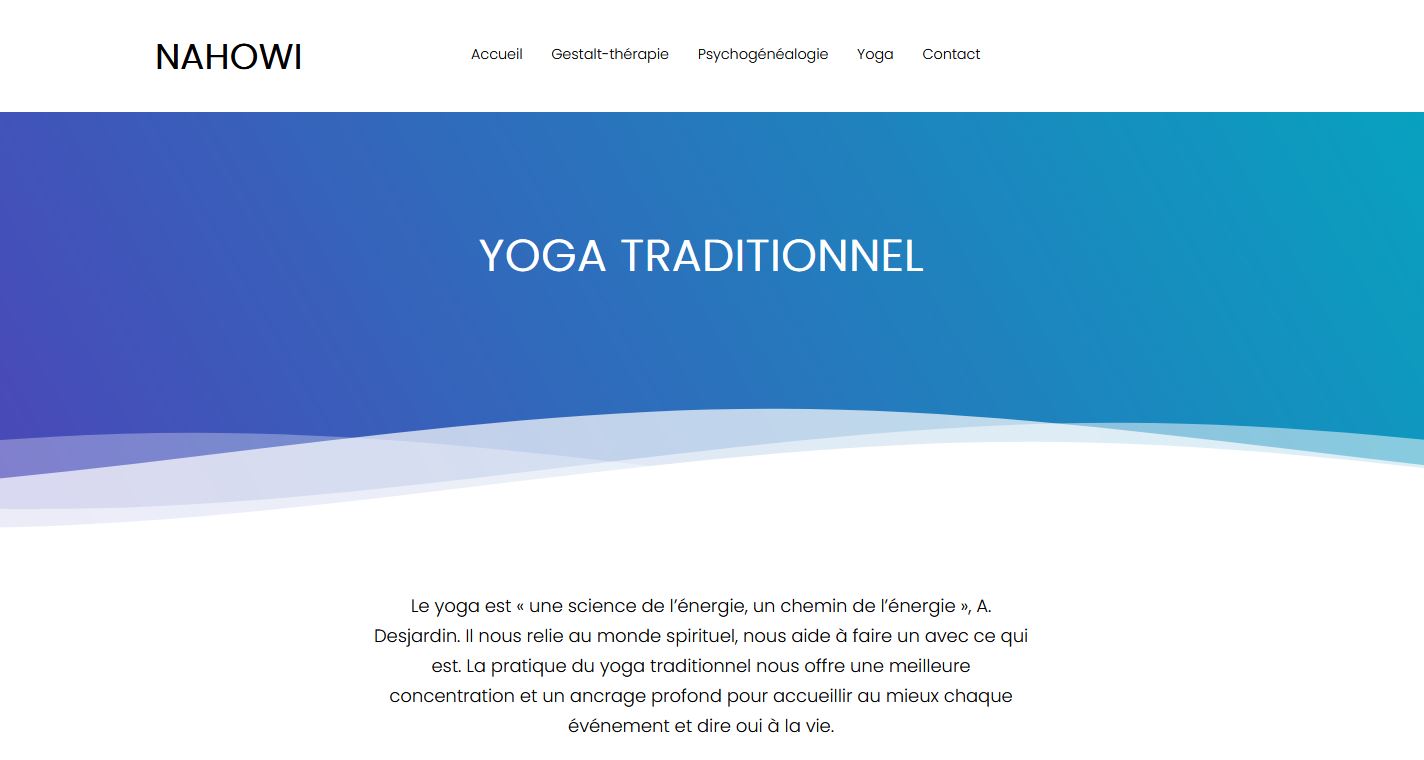 NAHOWI
Accueil Gestalt-thérapie Psychogénéalogie Yoga Contact
YOGA TRADITIONNEL
Le yoga est « une science de l’énergie, un chemin de l’énergie », A.
Desjardin. Il nous relie au monde spirituel, nous aide à faire un avec ce qui
est. La pratique du yoga traditionnel nous offre une meilleure
concentration et un ancrage profond pour accueillir au mieux chaque
événement et dire oui à la vie.